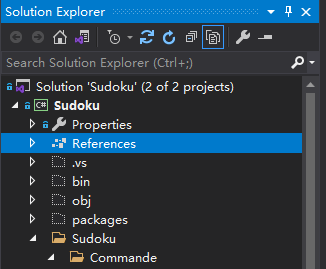 Solution Explorer
Search Solution Explorer (Ctrl+;)
Solution 'Sudoku' (2 of 2 projects)
C# Sudoku
Properties
References
.vs
bin
obj
packages
Sudoku
Commande